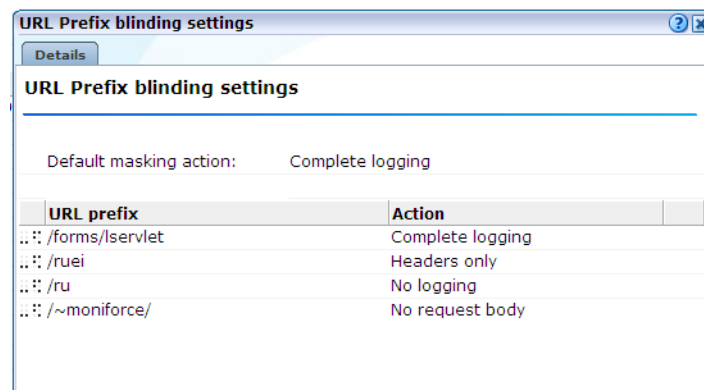 URL Prefix blinding settings
Details
URL Prefix blinding settings
Default masking action: Complete logging
URL prefix Action
/forms/lservlet Complete logging
/ruei Headers only
/ru No logging
/~moniforce/ No request body